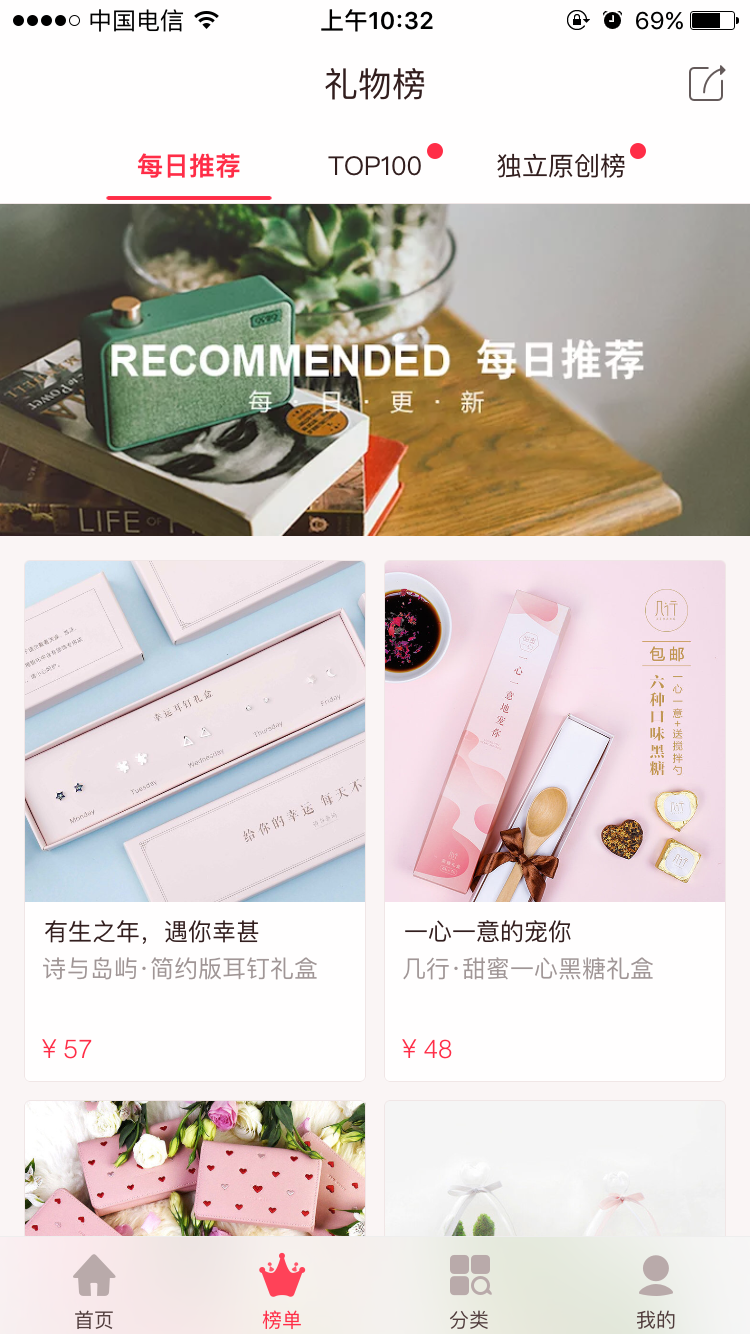 中国电信
上午10:32
69%
礼物榜
每日推荐
TOP100
独立原创榜
RECOMMENDED 每日推荐
每·日·更·新
LIFE OF
幸运耳钉礼盒
Monday
Tuesday
Wednesday
Thursday
Friday
给你的幸运 每天不
一心一意地宠你
几行
包邮
一心一意+送搅拌勺
六种口味黑糖
有生之年，遇你幸甚
诗与岛屿·简约版耳钉礼盒
¥ 57
一心一意的宠你
几行·甜蜜一心黑糖礼盒
¥ 48
首页
榜单
分类
我的